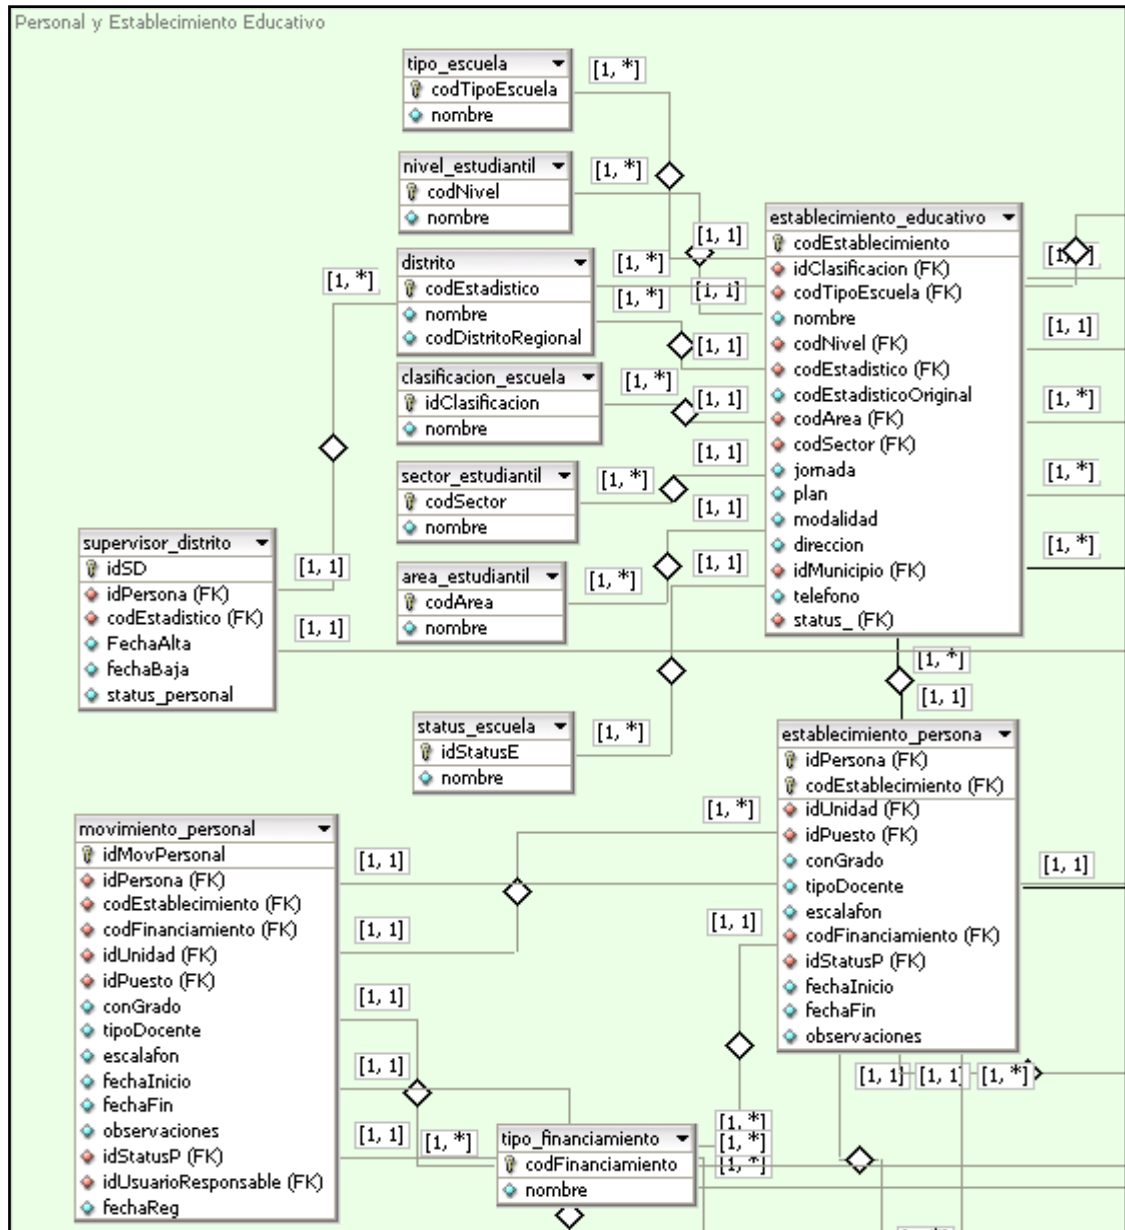 Personal y Establecimiento Educativo
tipo_escuela
codTipoEscuela
nombre
[1, *]
nivel_estudiantil
codNivel
nombre
[1, *]
distrito
codEstadistico
nombre
codDistritoRegional
[1, *]
[1, *]
[1, *]
clasificacion_escuela
idClasificacion
nombre
[1, *]
sector_estudiantil
codSector
nombre
[1, *]
area_estudiantil
codArea
nombre
[1, *]
status_escuela
idStatusE
nombre
[1, *]
[1, 1]
[1, 1]
[1, 1]
[1, 1]
[1, 1]
[1, 1]
[1, 1]
establecimiento_educativo
codEstablecimiento
idClasificacion (FK)
codTipoEscuela (FK)
nombre
codNivel (FK)
codEstadistico (FK)
codEstadisticoOriginal
codArea (FK)
codSector (FK)
jornada
plan
modalidad
direccion
idMunicipio (FK)
telefono
status_ (FK)
[1, 1]
[1, *]
[1, *]
[1, *]
supervisor_distrito
idSD
idPersona (FK)
codEstadistico (FK)
FechaAlta
fechaBaja
status_personal
[1, 1]
[1, 1]
[1, *]
[1, 1]
establecimiento_persona
idPersona (FK)
codEstablecimiento (FK)
idUnidad (FK)
idPuesto (FK)
conGrado
tipoDocente
escalafon
codFinanciamiento (FK)
idStatusP (FK)
fechaInicio
fechaFin
observaciones
[1, *]
[1, 1]
[1, 1]
[1, 1]
[1, 1]
[1, *]
movimiento_personal
idMovPersonal
idPersona (FK)
codEstablecimiento (FK)
codFinanciamiento (FK)
idUnidad (FK)
idPuesto (FK)
conGrado
tipoDocente
escalafon
fechaInicio
fechaFin
observaciones
idStatusP (FK)
idUsuarioResponsable (FK)
fechaReg
[1, 1]
[1, 1]
[1, 1]
[1, 1]
[1, 1]
[1, *]
tipo_financiamiento
codFinanciamiento
nombre
[1, *]
[1, *]
[1, *]